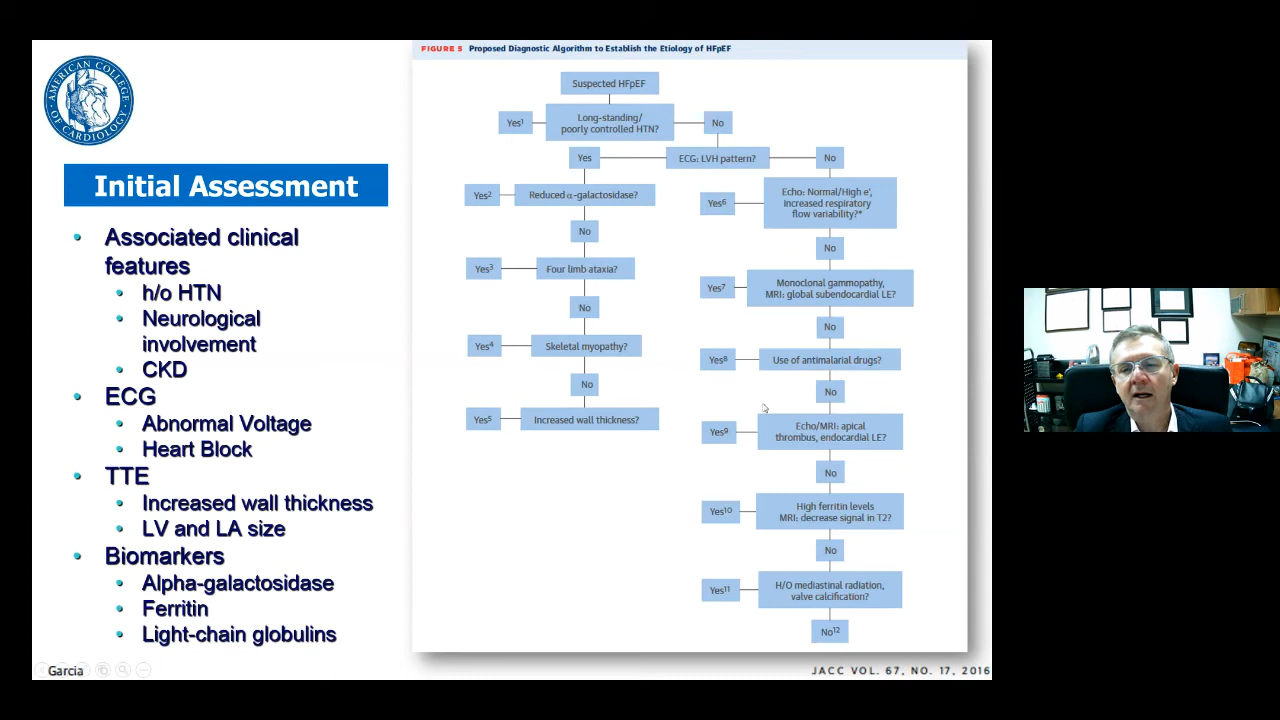 AMERICAN COLLEGE
OF CARDIOLOGY
Initial Assessment
• Associated clinical
features
• h/o HTN
• Neurological
involvement
• CKD
• ECG
• Abnormal Voltage
• Heart Block
• TTE
• Increased wall thickness
• LV and LA size
• Biomarkers
• Alpha-galactosidase
• Ferritin
• Light-chain globulins
Garcia
FIGURE 5 Proposed Diagnostic Algorithm to Establish the Etiology of HFpEF
Suspected HFpEF
Yes¹
Long-standing/
poorly controlled HTN?
No
Yes
ECG: LVH pattern?
No
Yes²
Reduced α-galactosidase?
No
Yes³
Four limb ataxia?
No
Yes⁴
Skeletal myopathy?
No
Yes⁵
Increased wall thickness?
Yes⁶
Echo: Normal/High e',
increased respiratory
flow variability?*
No
Yes⁷
Monoclonal gammopathy,
MRI: global subendocardial LE?
No
Yes⁸
Use of antimalarial drugs?
No
Yes⁹
Echo/MRI: apical
thrombus, endocardial LE?
No
Yes¹⁰
High ferritin levels
MRI: decrease signal in T2?
No
Yes¹¹
H/O mediastinal radiation,
valve calcification?
No¹²
JACC VOL. 67, NO. 17, 2016